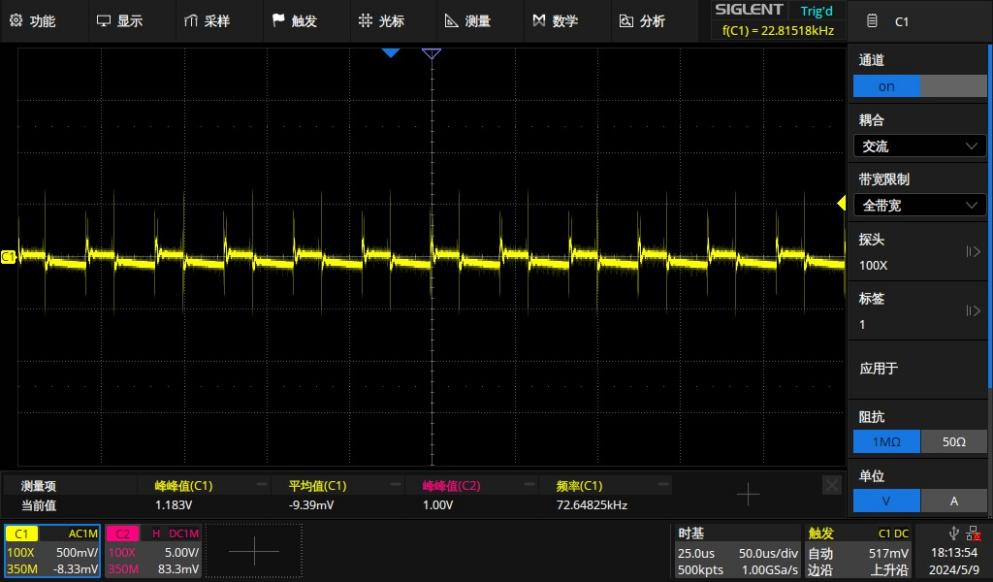 功能 显示 采样 触发 光标 测量 数学 分析 SIGLENT Trig'd C1
f(C1) = 22.81518kHz
通道
on
耦合
交流
带宽限制
全带宽
探头
100X
标签
1
应用于
阻抗
1MΩ 50Ω
单位
V A
C1
测量项 峰峰值(C1) 平均值(C1) 峰峰值(C2) 频率(C1)
当前值 1.183V -9.39mV 1.00V 72.64825kHz
C1 AC1M C2 H DC1M 时基 触发 C1 DC
100X 500mV/ 100X 5.00V/ 25.0us 50.0us/div 自动 517mV 18:13:54
350M -8.33mV 350M 83.3mV 500kpts 1.00GSa/s 边沿 上升沿 2024/5/9